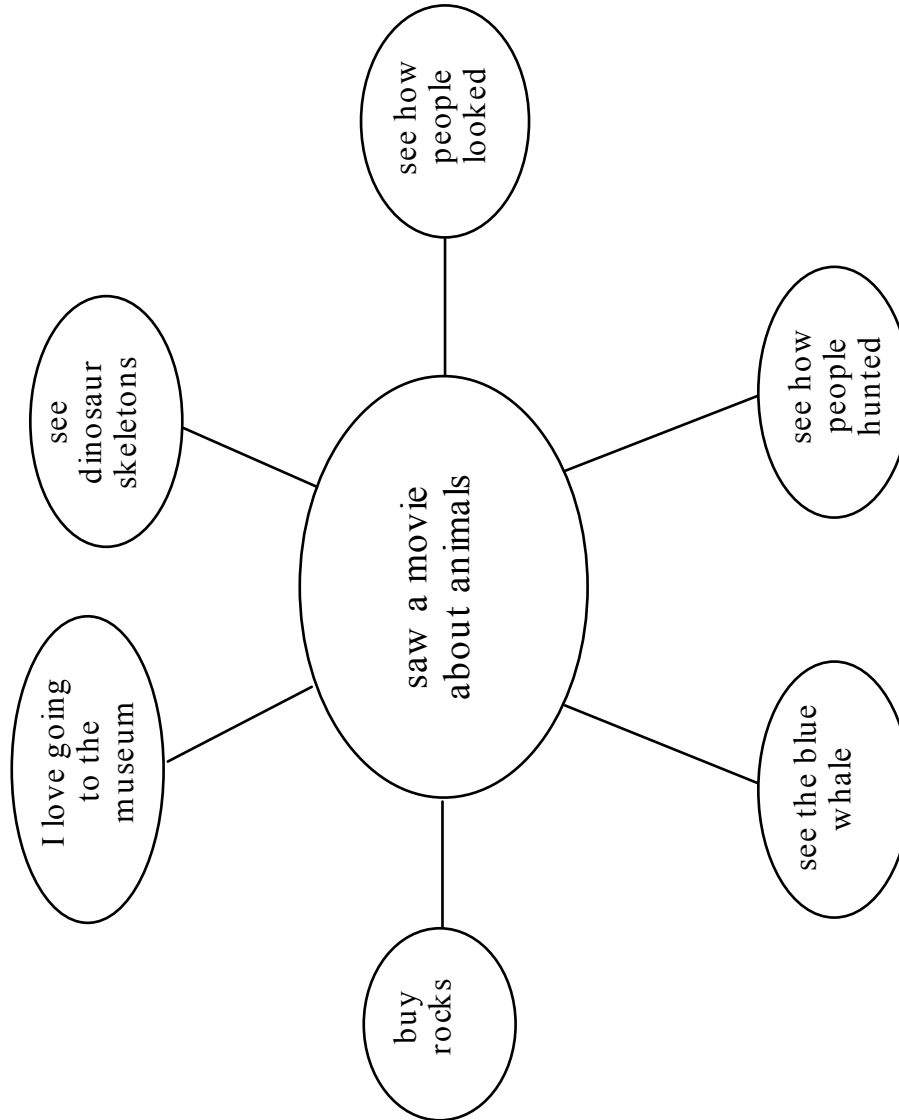 I love going
to the
museum
see
dinosaur
skeletons
buy
rocks
saw a movie
about animals
see how
people
looked
see the blue
whale
see how
people
hunted